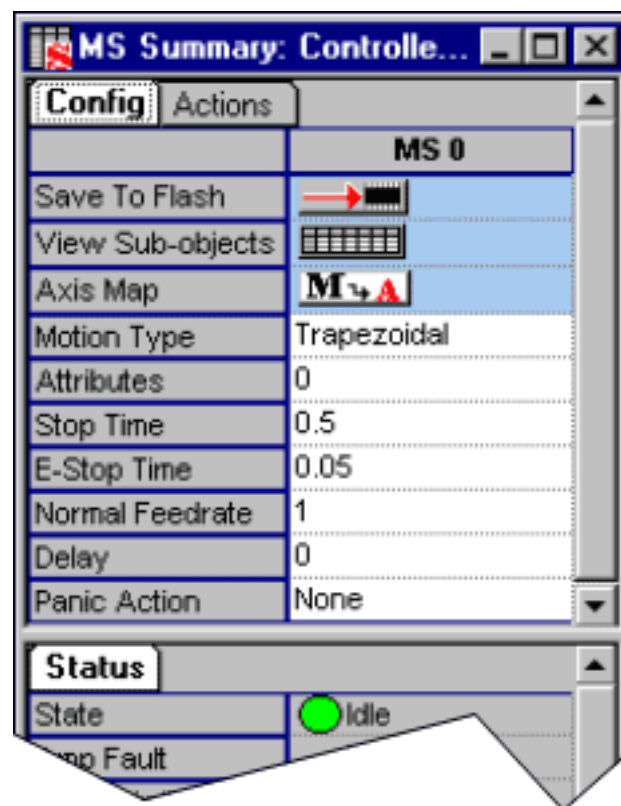 MS Summary: Controlle...
Config Actions
MS 0
Save To Flash
View Sub-objects
Axis Map M A
Motion Type Trapezoidal
Attributes 0
Stop Time 0.5
E-Stop Time 0.05
Normal Feedrate 1
Delay 0
Panic Action None
Status
State Idle
Fault